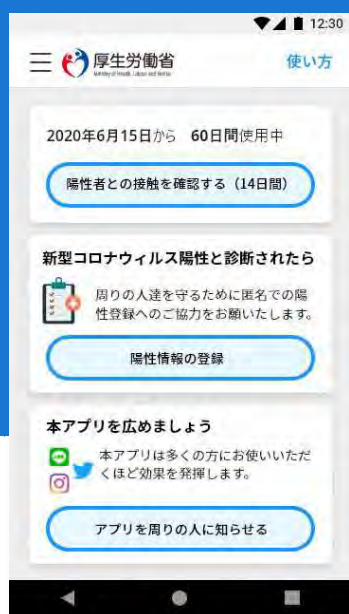 12:30
厚生労働省
Ministry of Health, Labour and Welfare
使い方
2020年6月15日から 60日間使用中
陽性者との接触を確認する（14日間）
新型コロナウィルス陽性と診断されたら
周りの人達を守るために匿名での陽
性登録へのご協力をお願いいたします。
陽性情報の登録
本アプリを広めましょう
本アプリは多くの方にお使いいただ
くほど効果を発揮します。
アプリを周りの人に知らせる